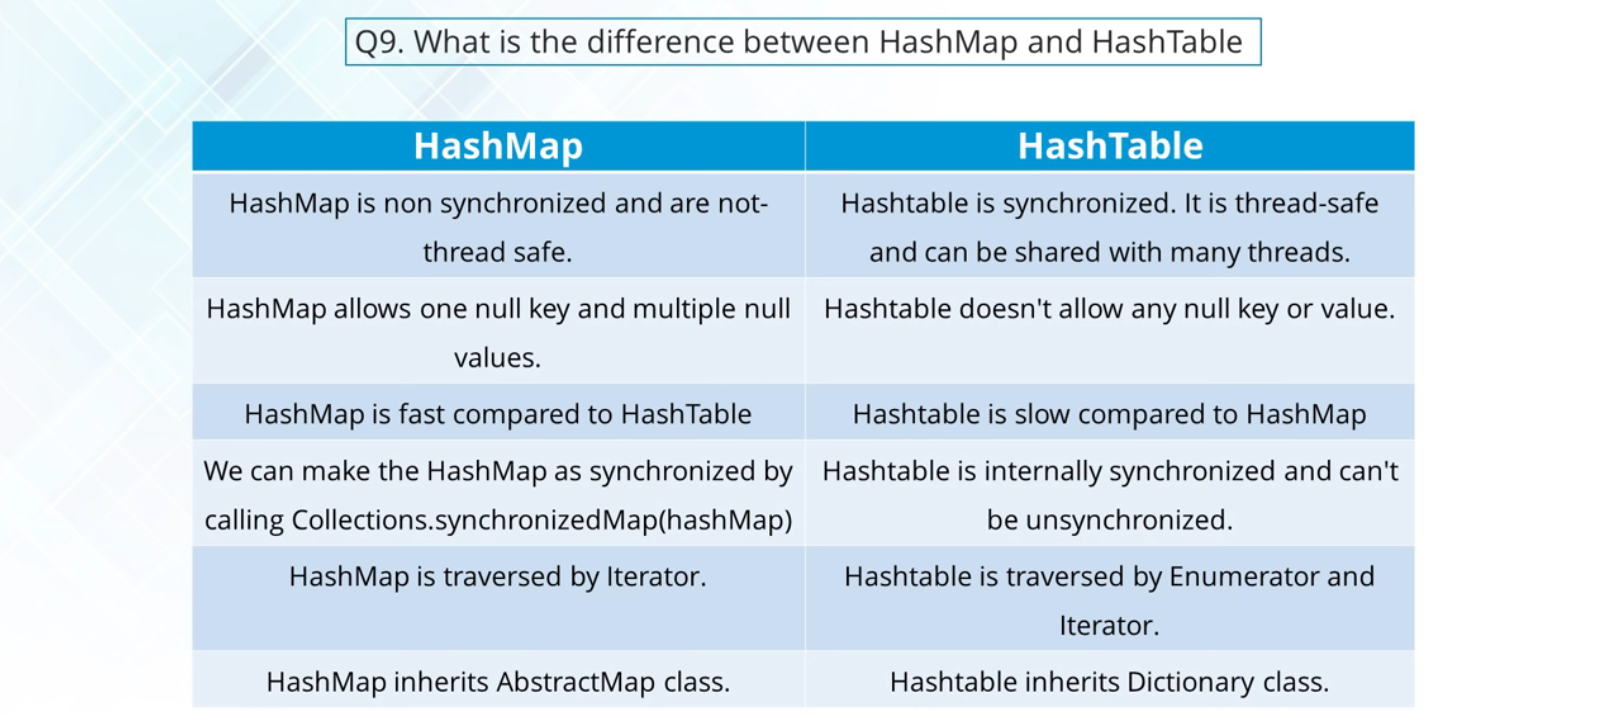 Q9. What is the difference between HashMap and HashTable
HashMap
HashTable
HashMap is non synchronized and are not-
thread safe.
Hashtable is synchronized. It is thread-safe
and can be shared with many threads.
HashMap allows one null key and multiple null
values.
Hashtable doesn't allow any null key or value.
HashMap is fast compared to HashTable
Hashtable is slow compared to HashMap
We can make the HashMap as synchronized by
calling Collections.synchronizedMap(hashMap)
Hashtable is internally synchronized and can't
be unsynchronized.
HashMap is traversed by Iterator.
Hashtable is traversed by Enumerator and
Iterator.
HashMap inherits AbstractMap class.
Hashtable inherits Dictionary class.